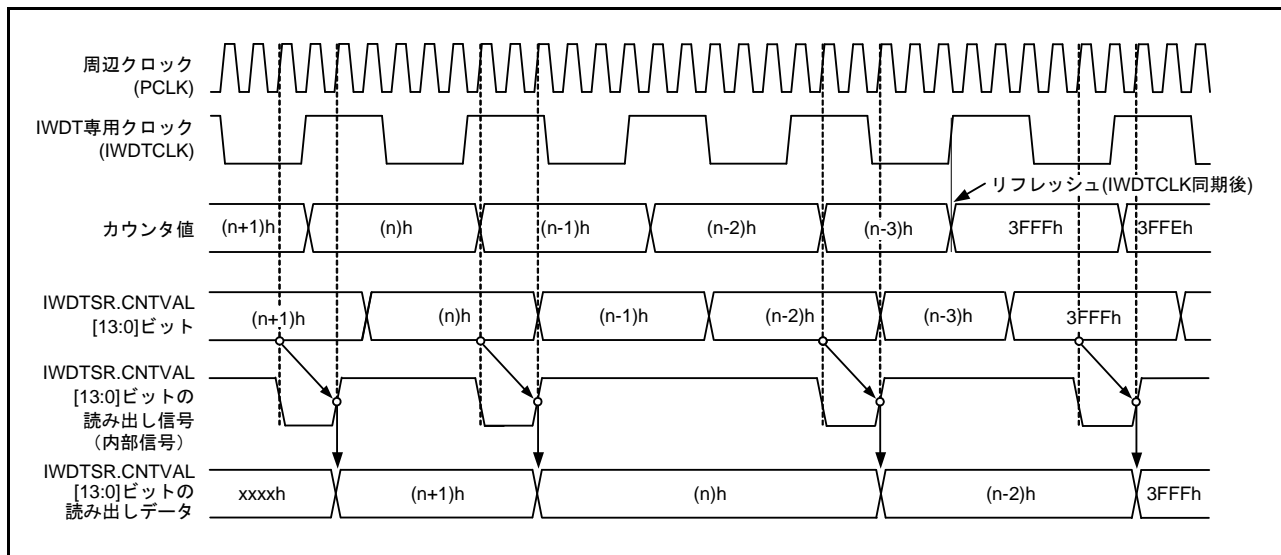 周辺クロック
(PCLK)
IWDT専用クロック
(IWDTCLK)
リフレッシュ(IWDTCLK同期後)
カウンタ値
(n+1)h
(n)h
(n-1)h
(n-2)h
(n-3)h
3FFFh
3FFEh
IWDTSR.CNTVAL
[13:0]ビット
(n+1)h
(n)h
(n-1)h
(n-2)h
(n-3)h
3FFFh
IWDTSR.CNTVAL
[13:0]ビットの
読み出し信号
(内部信号)
IWDTSR.CNTVAL
[13:0]ビットの
読み出しデータ
xxxxh
(n+1)h
(n)h
(n-2)h
3FFFh